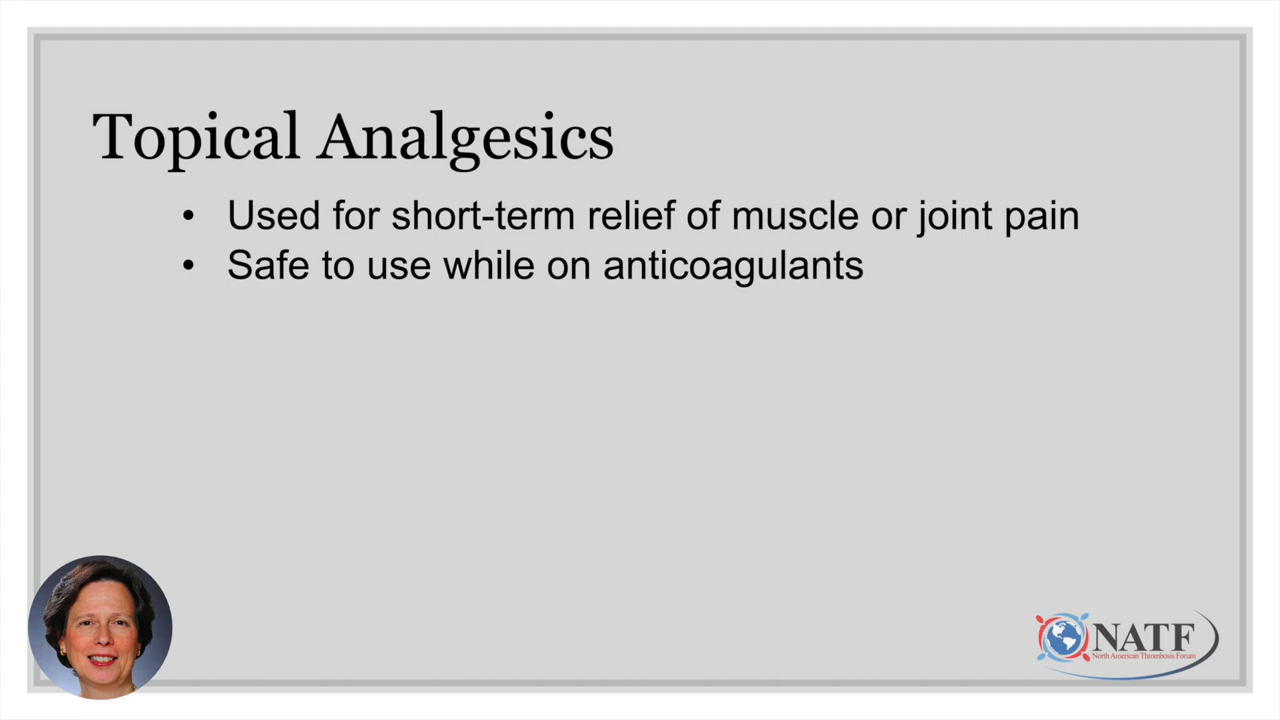 Topical Analgesics
• Used for short-term relief of muscle or joint pain
• Safe to use while on anticoagulants
NATF
North American Thrombosis Forum